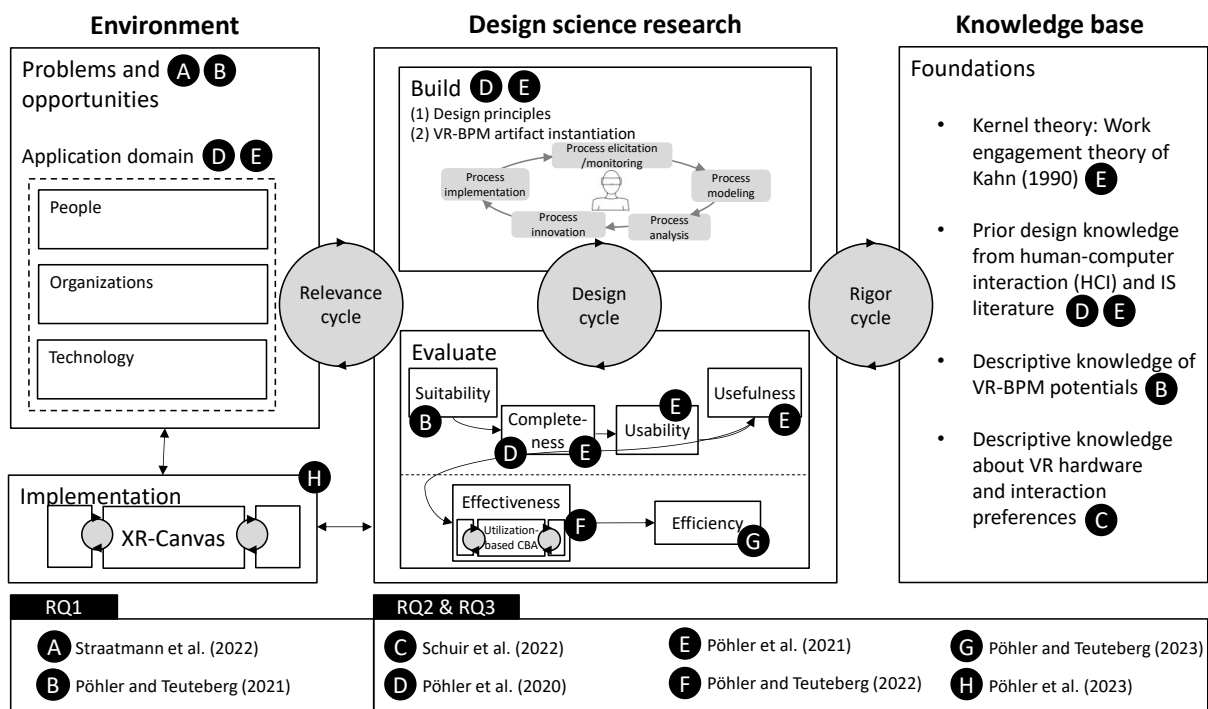 Environment
Problems and A B
opportunities
Application domain D E
People
Organizations
Technology
Implementation H
XR-Canvas
Relevance
cycle
Design science research
Build D E
(1) Design principles
(2) VR-BPM artifact instantiation
Process elicitation
/monitoring
Process
modeling
Process
analysis
Process
innovation
Process
implementation
Design
cycle
Evaluate
Suitability
B
Complete-
ness
D E
Usability
E
Usefulness
E
Effectiveness
Utilization-
based CBA
F
Efficiency
G
Rigor
cycle
Knowledge base
Foundations
• Kernel theory: Work
engagement theory of
Kahn (1990) E
• Prior design knowledge
from human-computer
interaction (HCI) and IS
literature D E
• Descriptive knowledge of
VR-BPM potentials B
• Descriptive knowledge
about VR hardware
and interaction
preferences C
RQ1
A Straatmann et al. (2022)
B Pöhler and Teuteberg (2021)
RQ2 & RQ3
C Schuir et al. (2022)
D Pöhler et al. (2020)
E Pöhler et al. (2021)
F Pöhler and Teuteberg (2022)
G Pöhler and Teuteberg (2023)
H Pöhler et al. (2023)